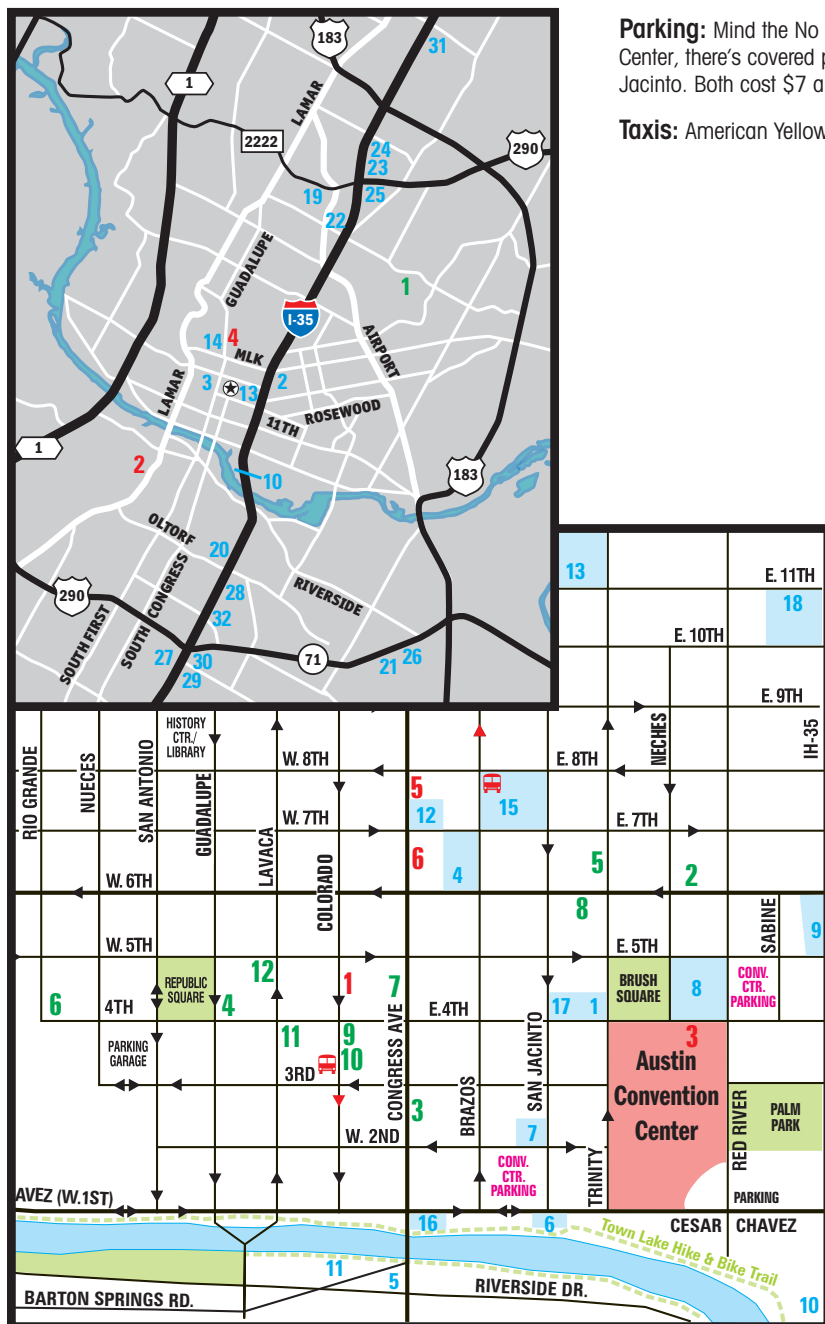 Parking: Mind the No
Center, there's covered p
Jacinto. Both cost $7 a
Taxis: American Yellow
183
31
1
LAMAR
2222
290
24
23
19
25
22
GUADALUPE
1
I-35
AIRPORT
14
4
MLK
3
13
2
LAMAR
ROSEWOOD
11TH
1
2
10
183
OLTORF
20
RIVERSIDE
28
290
SOUTH CONGRESS
32
SOUTH FIRST
27
30
29
71
21
26
13
E. 11TH
18
E. 10TH
E. 9TH
HISTORY
CTR./
LIBRARY
RIO GRANDE
NUECES
SAN ANTONIO
GUADALUPE
LAVACA
COLORADO
W. 8TH
E. 8TH
NECHES
IH-35
5
12
15
W. 7TH
E. 7TH
6
4
5
2
W. 6TH
8
SABINE
9
W. 5TH
E. 5TH
REPUBLIC
SQUARE
12
1
7
BRUSH
SQUARE
8
CONV.
CTR.
PARKING
6
4TH
4
E. 4TH
17
1
CONGRESS AVE
BRAZOS
SAN JACINTO
PARKING
GARAGE
11
9
10
3RD
3
Austin
Convention
Center
3
W. 2ND
7
CONV.
CTR.
PARKING
TRINITY
RED RIVER
PALM
PARK
PARKING
AVEZ (W.1ST)
16
6
CESAR CHAVEZ
Town Lake Hike & Bike Trail
11
5
RIVERSIDE DR.
BARTON SPRINGS RD.
10